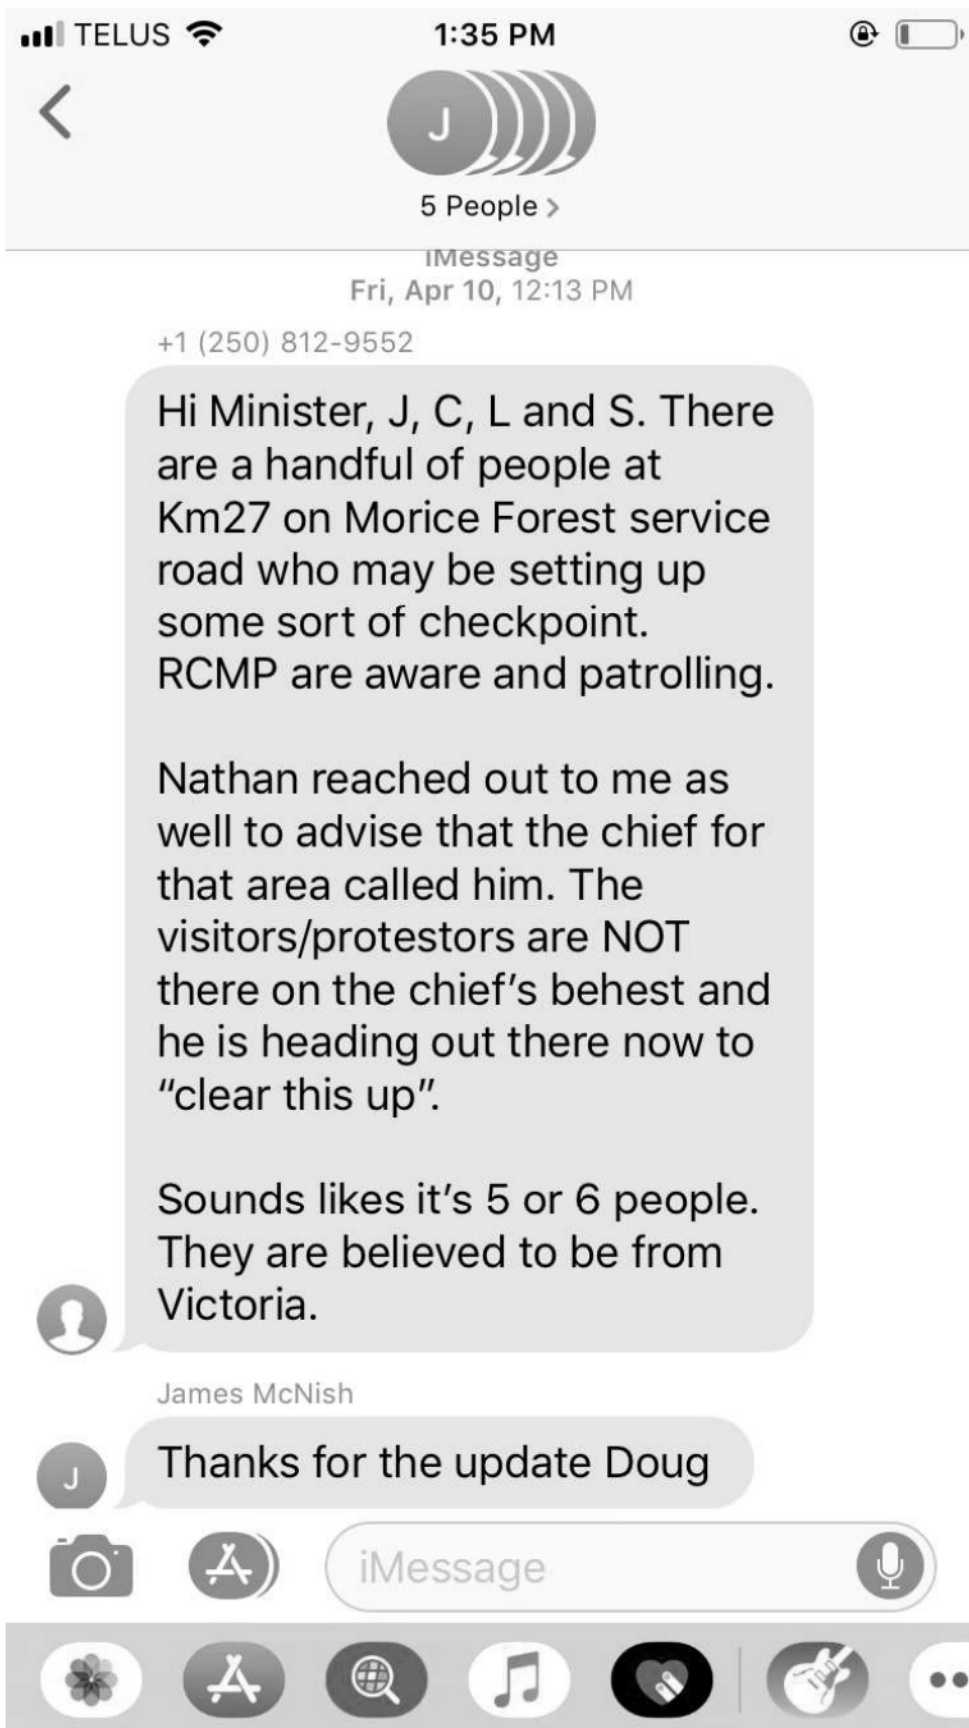 TELUS 1:35 PM
J
5 People >
iMessage
Fri, Apr 10, 12:13 PM
+1 (250) 812-9552
Hi Minister, J, C, L and S. There
are a handful of people at
Km27 on Morice Forest service
road who may be setting up
some sort of checkpoint.
RCMP are aware and patrolling.
Nathan reached out to me as
well to advise that the chief for
that area called him. The
visitors/protestors are NOT
there on the chief's behest and
he is heading out there now to
“clear this up”.
Sounds likes it's 5 or 6 people.
They are believed to be from
Victoria.
James McNish
J
Thanks for the update Doug
iMessage